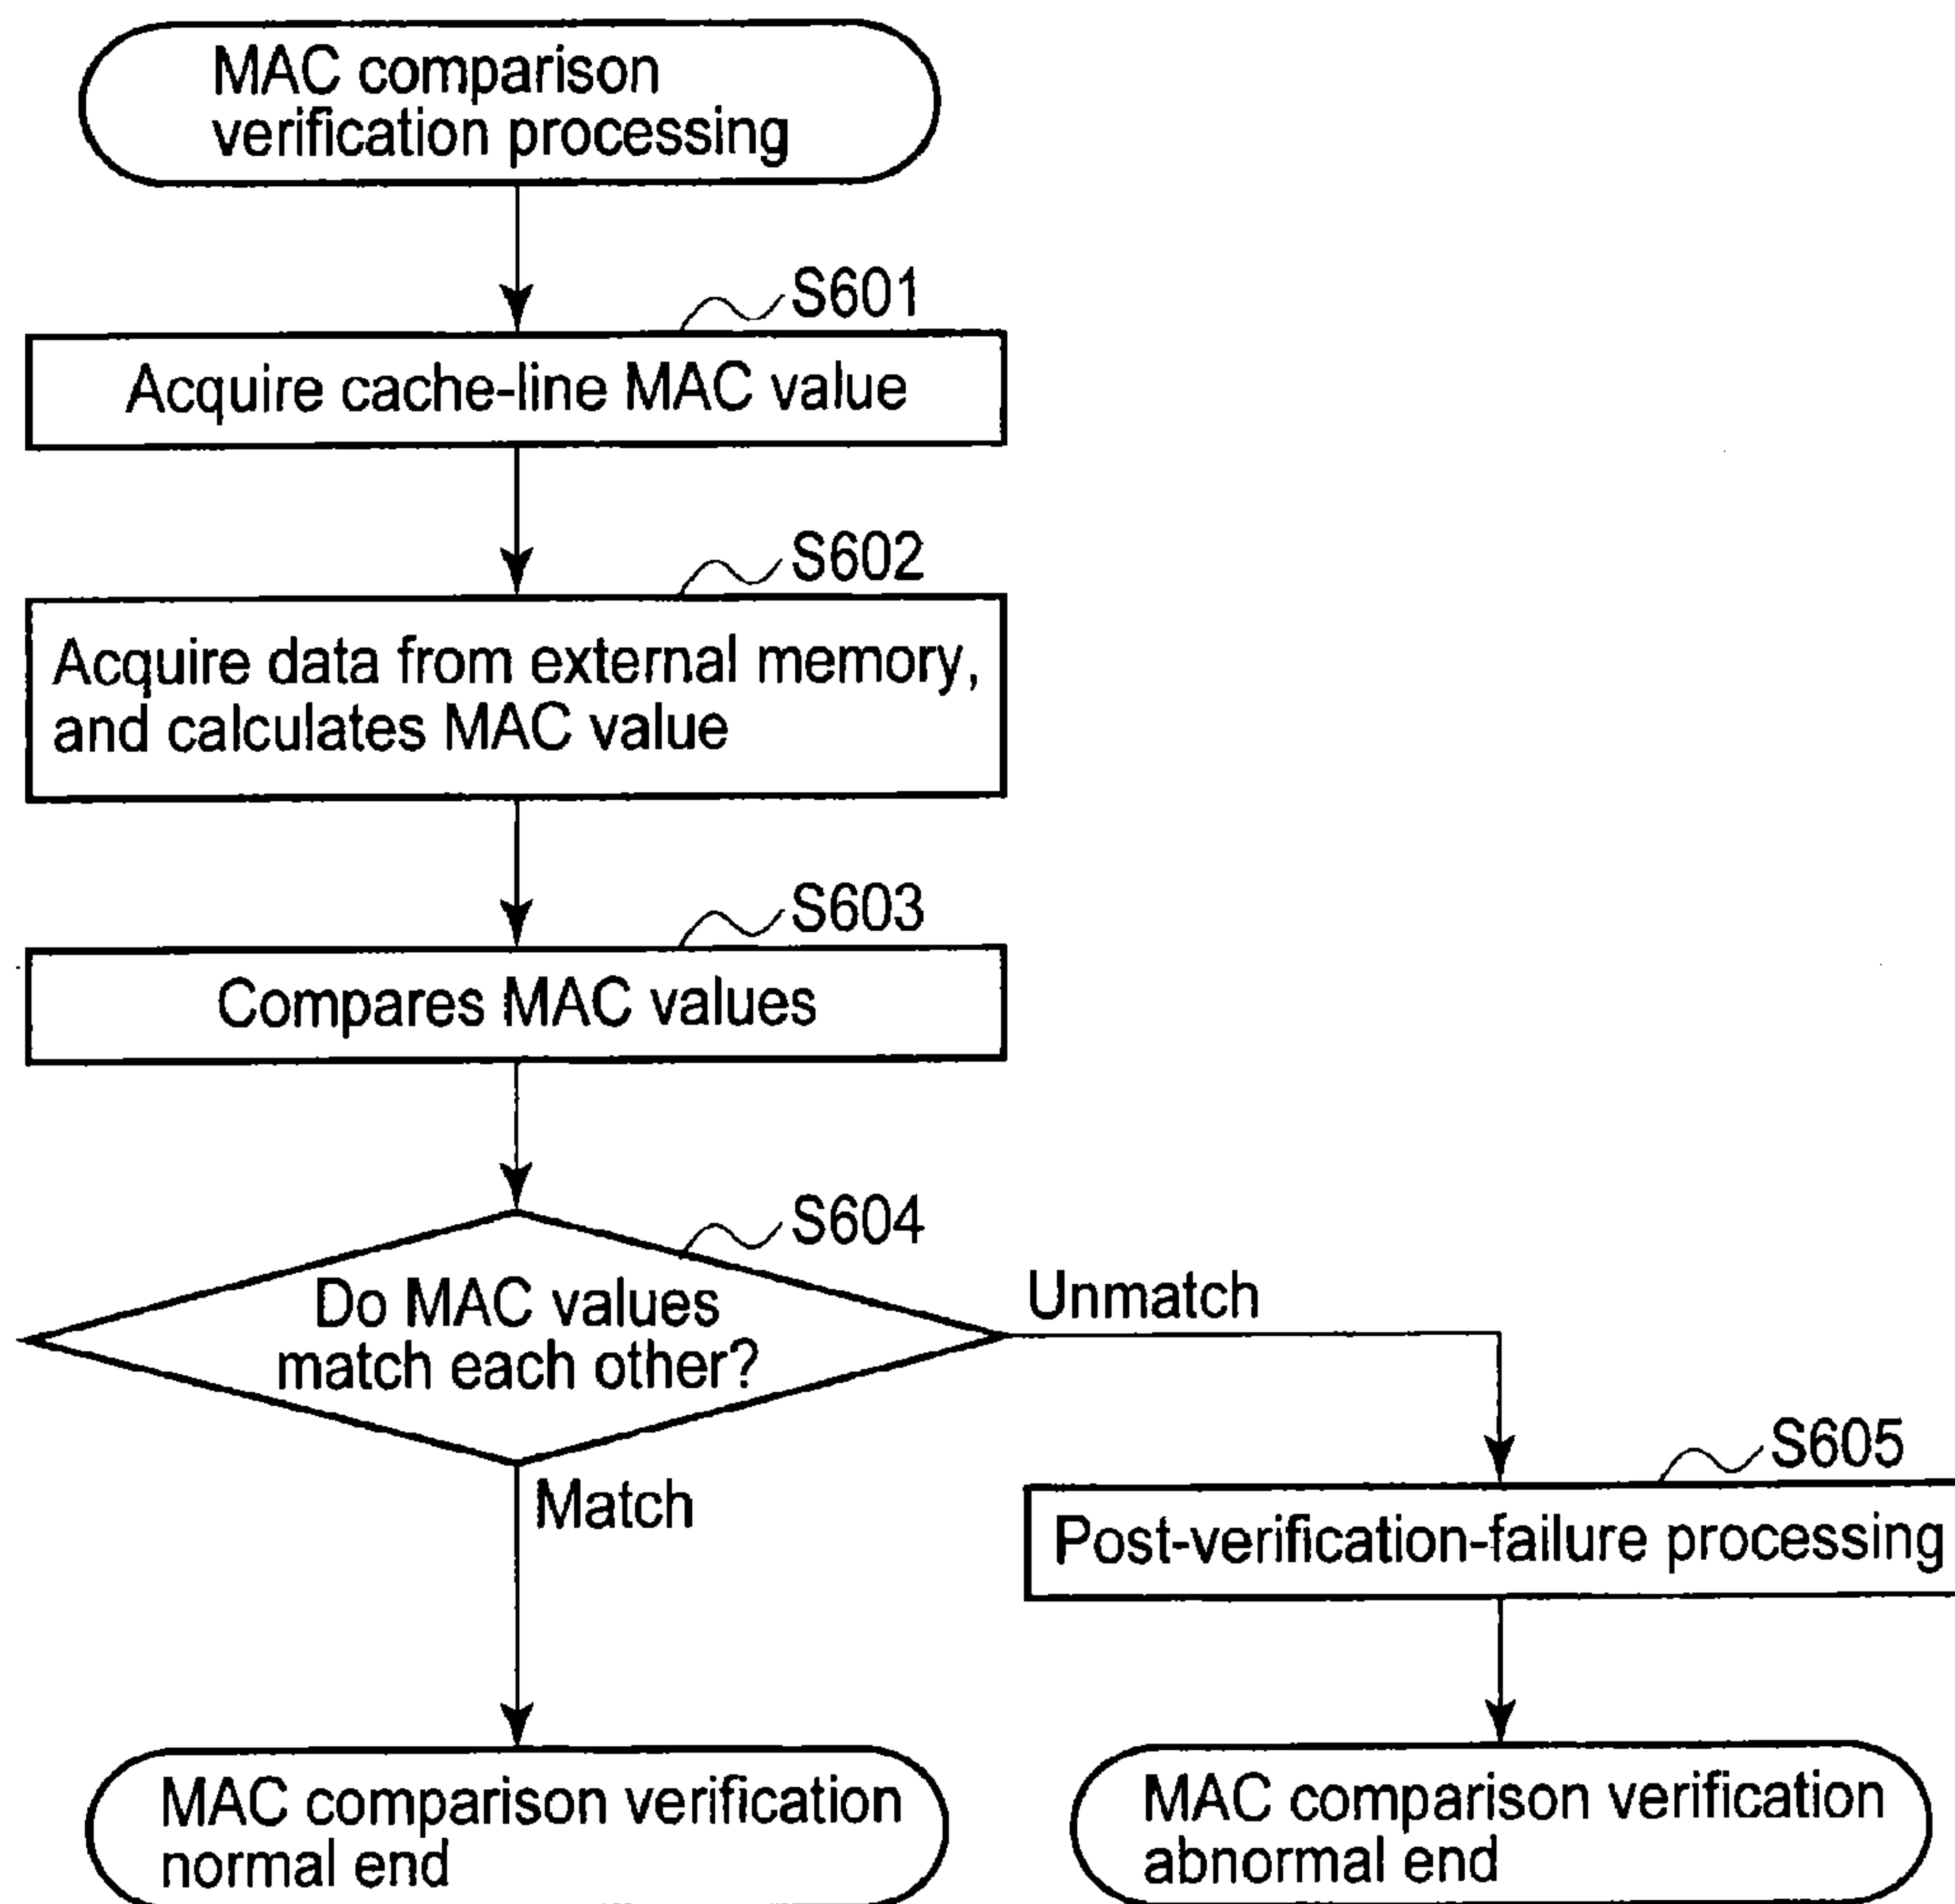 MAC comparison
verification processing
S601
Acquire cache-line MAC value
S602
Acquire data from external memory,
and calculates MAC value
S603
Compares MAC values
S604
Do MAC values
match each other?
Unmatch
Match
S605
Post-verification-failure processing
MAC comparison verification
normal end
MAC comparison verification
abnormal end